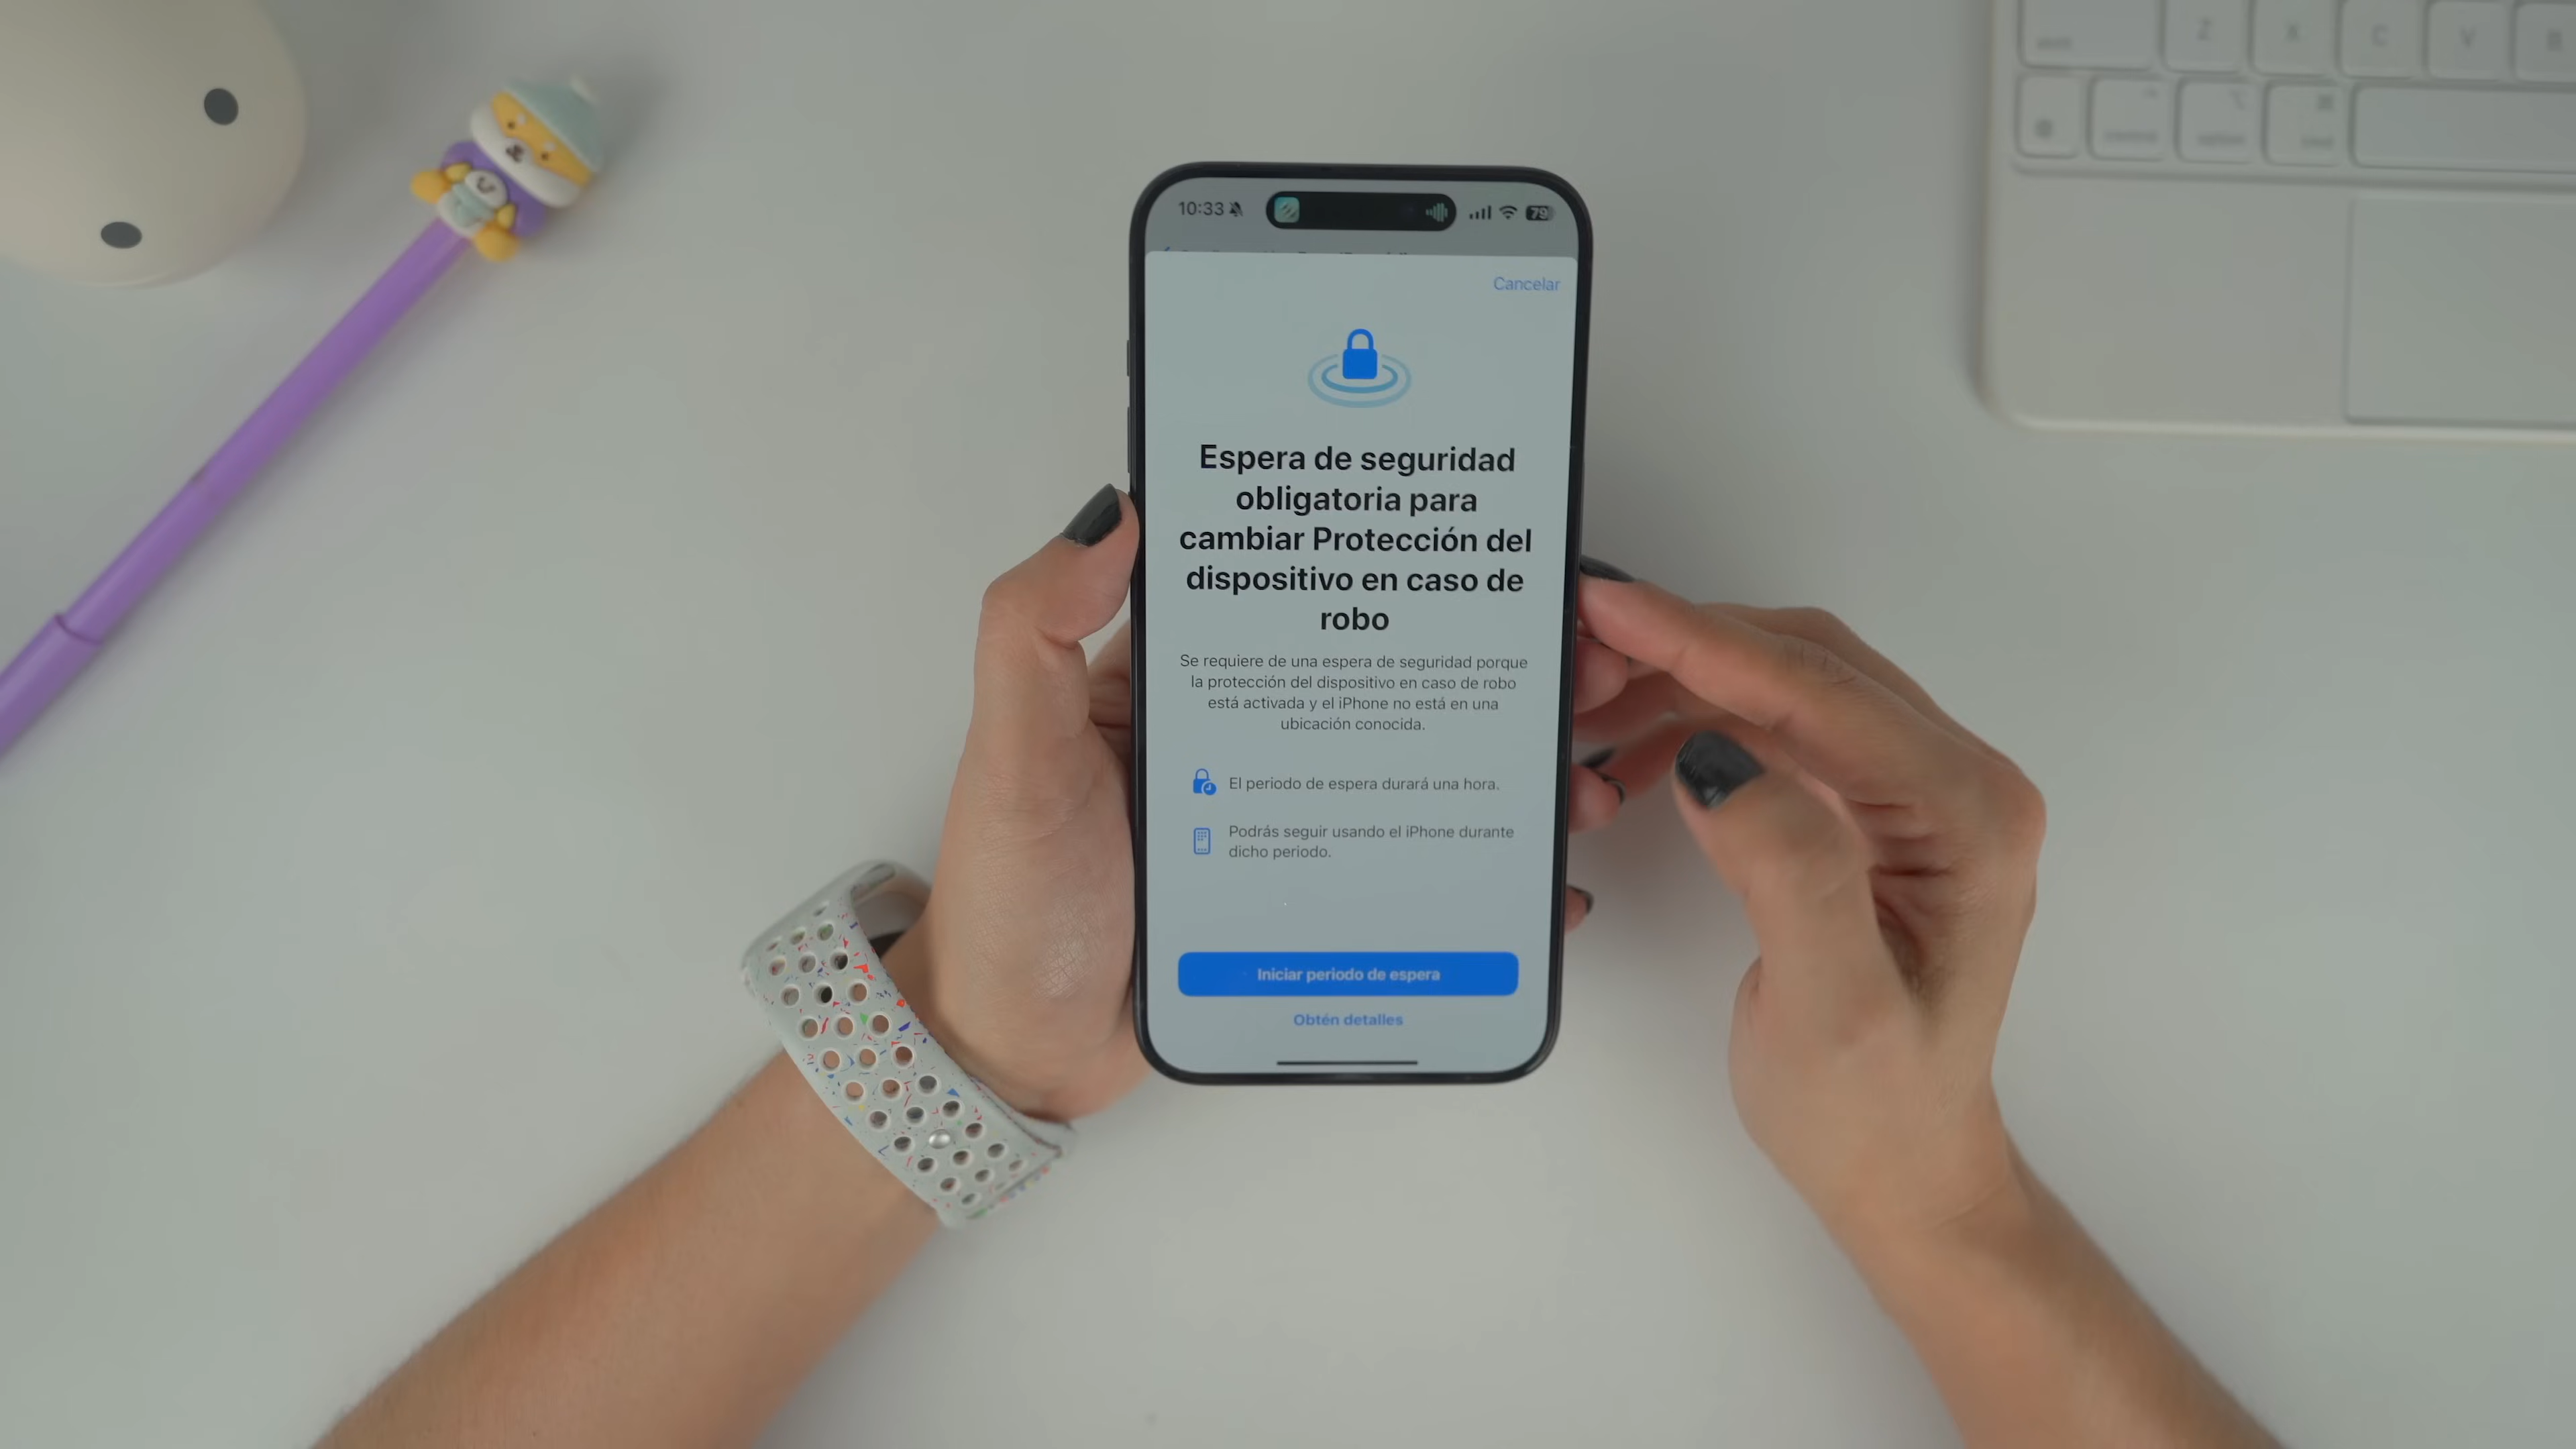 Z X C V B
10:33
79
Cancelar
Espera de seguridad
obligatoria para
cambiar Protección del
dispositivo en caso de
robo
Se requiere de una espera de seguridad porque
la protección del dispositivo en caso de robo
está activada y el iPhone no está en una
ubicación conocida.
El periodo de espera durará una hora.
Podrás seguir usando el iPhone durante
dicho periodo.
Iniciar periodo de espera
Obtén detalles